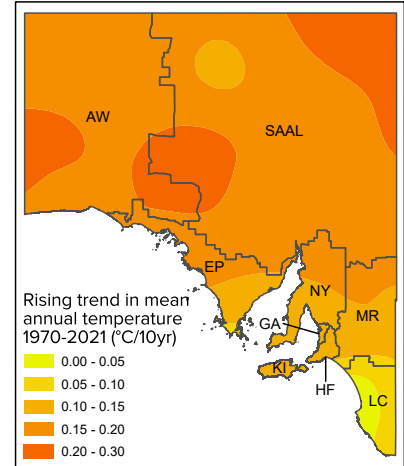 AW
SAAL
EP
NY
GA
MR
KI
HF
LC
Rising trend in mean
annual temperature
1970-2021 (°C/10yr)
0.00 - 0.05
0.05 - 0.10
0.10 - 0.15
0.15 - 0.20
0.20 - 0.30